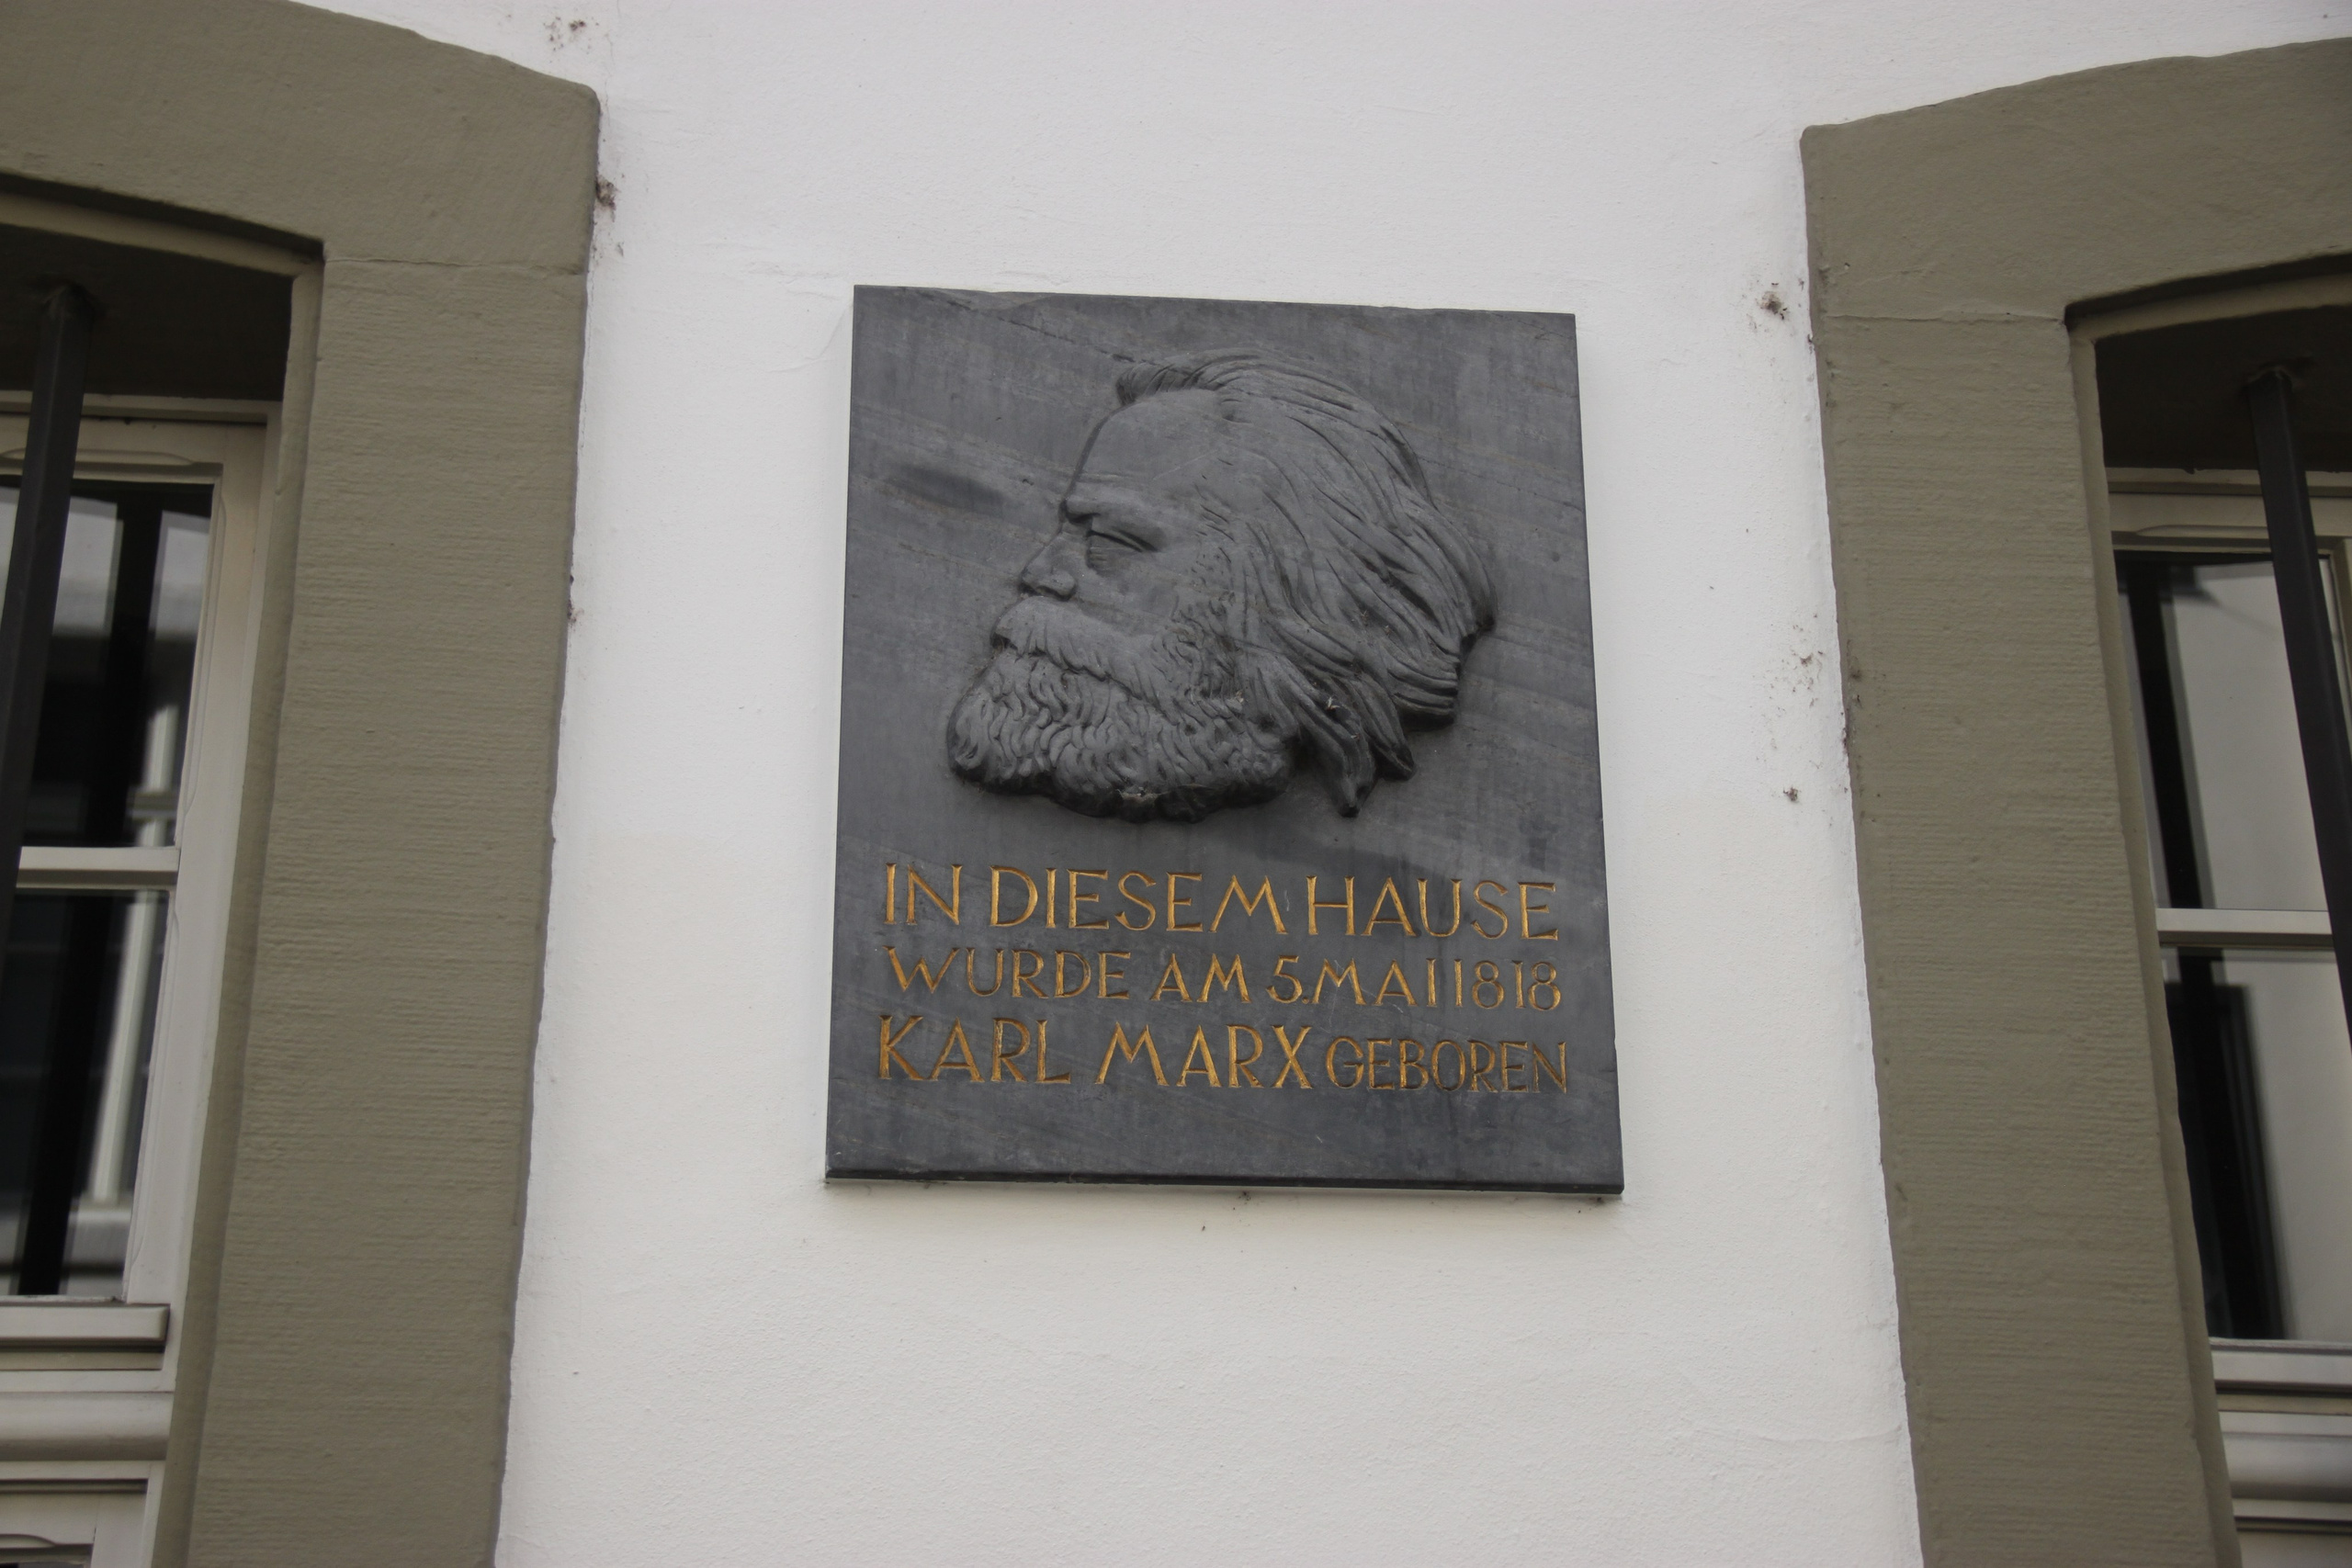 IN DIESEM HAUSE
WURDE AM 5. MAI 1818
KARL MARX GEBOREN